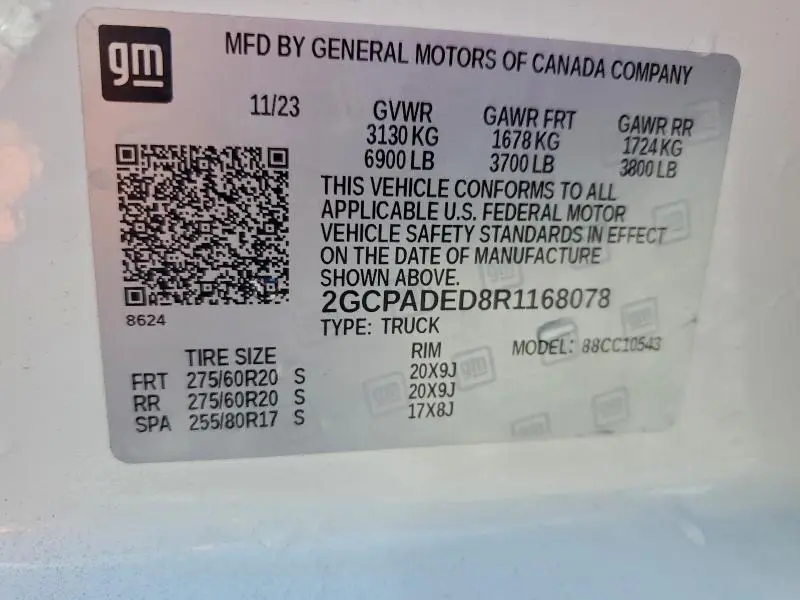 gm
MFD BY GENERAL MOTORS OF CANADA COMPANY
11/23 GVWR GAWR FRT GAWR RR
3130 KG 1678 KG 1724 KG
6900 LB 3700 LB 3800 LB
THIS VEHICLE CONFORMS TO ALL
APPLICABLE U.S. FEDERAL MOTOR
VEHICLE SAFETY STANDARDS IN EFFECT
ON THE DATE OF MANUFACTURE
SHOWN ABOVE.
2GCPADED8R1168078
8624
TYPE: TRUCK
MODEL: 88CC10543
TIRE SIZE RIM
FRT 275/60R20 S 20X9J
RR 275/60R20 S 20X9J
SPA 255/80R17 S 17X8J